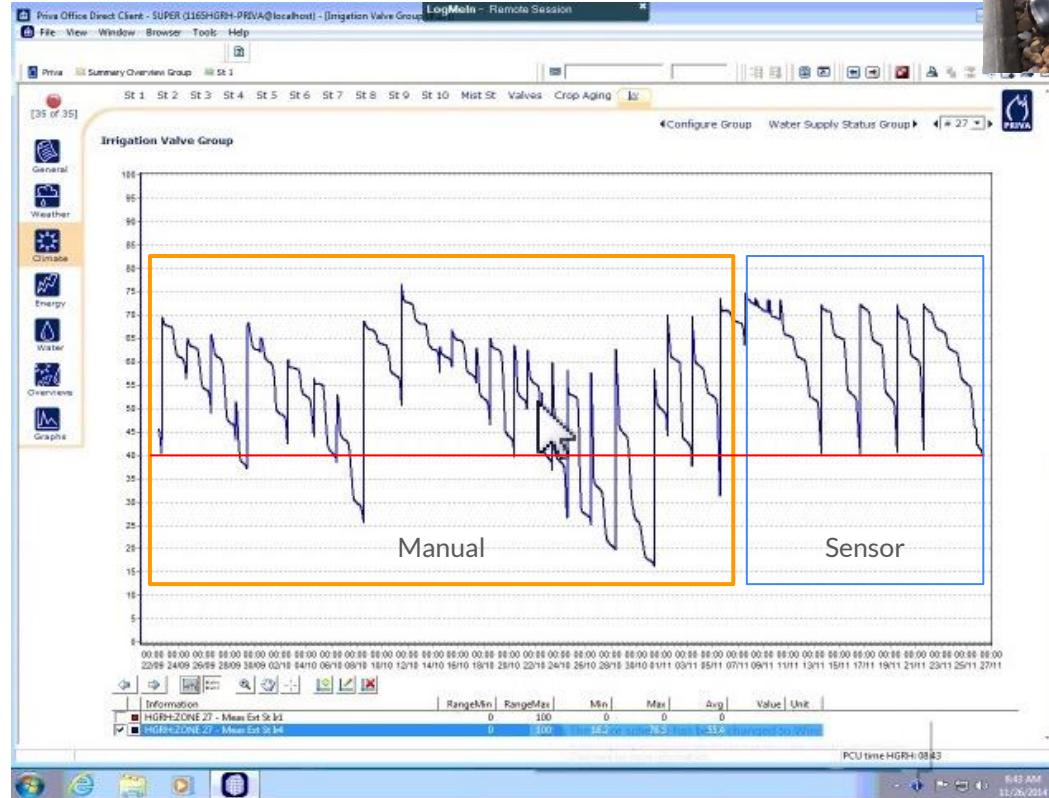 Priva Office Direct Client - SUPER (1165HGRH-PRIVA@localhost) - [Irrigation Valve Group
LogMeIn - Remote Session
File View Window Browser Tools Help
Priva Summary Overview Group St 1
St 1 St 2 St 3 St 4 St 5 St 6 St 7 St 8 St 9 St 10 Mist St Valves Crop Aging
[35 of 35]
Configure Group Water Supply Status Group # 27
PRIVA
Irrigation Valve Group
General
Weather
Climate
Energy
Water
Overviews
Graphs
100
95
90
85
80
75
70
65
60
55
50
45
40
35
30
25
20
15
10
5
0
Manual
Sensor
00:00 00:00 00:00 00:00 00:00 00:00 00:00 00:00 00:00 00:00 00:00 00:00 00:00 00:00 00:00 00:00 00:00 00:00 00:00 00:00 00:00 00:00 00:00 00:00 00:00 00:00 00:00 00:00 00:00 00:00 00:00 00:00 00:00 00:00
22/09 24/09 26/09 28/09 30/09 02/10 04/10 06/10 08/10 10/10 12/10 14/10 16/10 18/10 20/10 22/10 24/10 26/10 28/10 30/10 01/11 03/11 05/11 07/11 09/11 11/11 13/11 15/11 17/11 19/11 21/11 23/11 25/11 27/11
Information RangeMin RangeMax Min Max Avg Value Unit
HGRH:ZONE 27 - Meas Ext St Ir1 0 100 0 0 0
HGRH:ZONE 27 - Meas Ext St Ir4 0 100 16.2 76.5 55.4
PCU time HGRH: 08:43
8:43 AM
11/26/2014